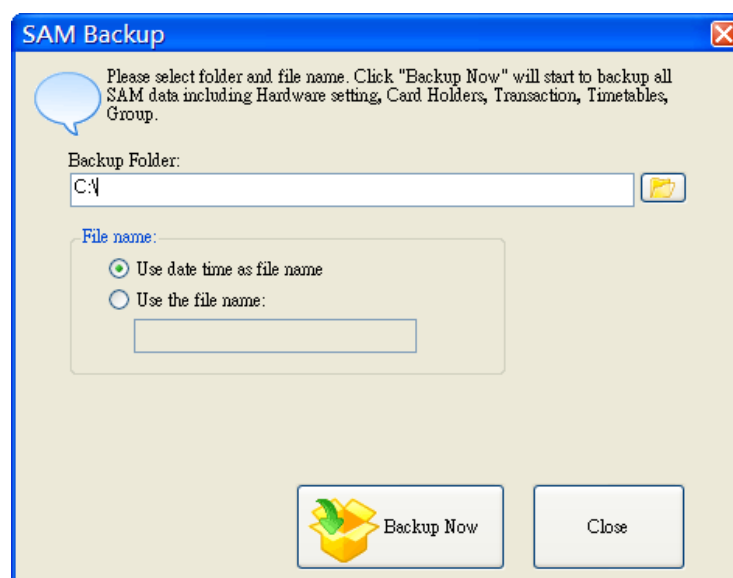 SAM Backup
Please select folder and file name. Click "Backup Now" will start to backup all
SAM data including Hardware setting, Card Holders, Transaction, Timetables,
Group.
Backup Folder:
C:\
File name:
Use date time as file name
Use the file name:
Backup Now
Close